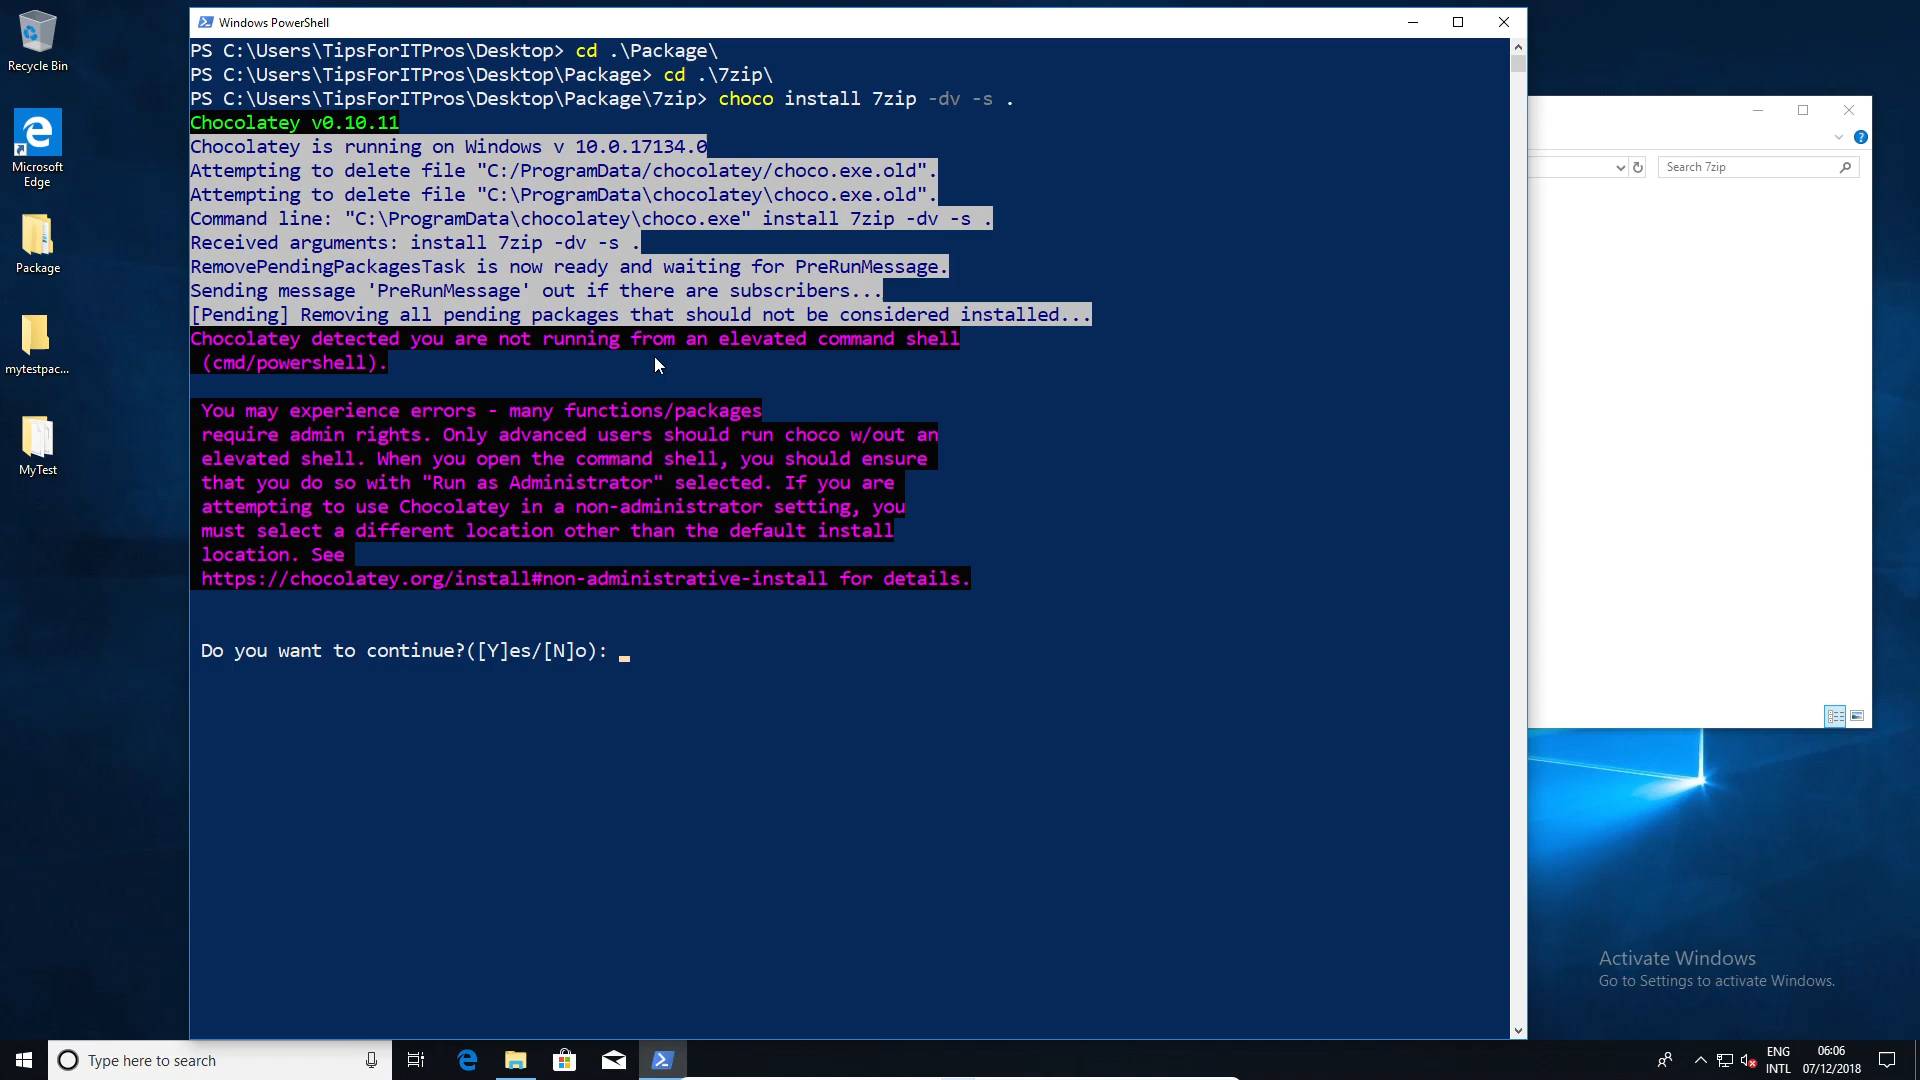 Windows PowerShell
Recycle Bin
Microsoft
Edge
Package
mytestpac...
MyTest
PS C:\Users\TipsForITPros\Desktop> cd .\Package\
PS C:\Users\TipsForITPros\Desktop\Package> cd .\7zip\
PS C:\Users\TipsForITPros\Desktop\Package\7zip> choco install 7zip -dv -s .
Chocolatey v0.10.11
Chocolatey is running on Windows v 10.0.17134.0
Attempting to delete file "C:/ProgramData/chocolatey/choco.exe.old".
Attempting to delete file "C:\ProgramData\chocolatey\choco.exe.old".
Command line: "C:\ProgramData\chocolatey\choco.exe" install 7zip -dv -s .
Received arguments: install 7zip -dv -s .
RemovePendingPackagesTask is now ready and waiting for PreRunMessage.
Sending message 'PreRunMessage' out if there are subscribers...
[Pending] Removing all pending packages that should not be considered installed...
Chocolatey detected you are not running from an elevated command shell
(cmd/powershell).
You may experience errors - many functions/packages
require admin rights. Only advanced users should run choco w/out an
elevated shell. When you open the command shell, you should ensure
that you do so with "Run as Administrator" selected. If you are
attempting to use Chocolatey in a non-administrator setting, you
must select a different location other than the default install
location. See
https://chocolatey.org/install#non-administrative-install for details.
Do you want to continue?([Y]es/[N]o):
Search 7zip
Activate Windows
Go to Settings to activate Windows.
Type here to search
ENG
INTL
06:06
07/12/2018